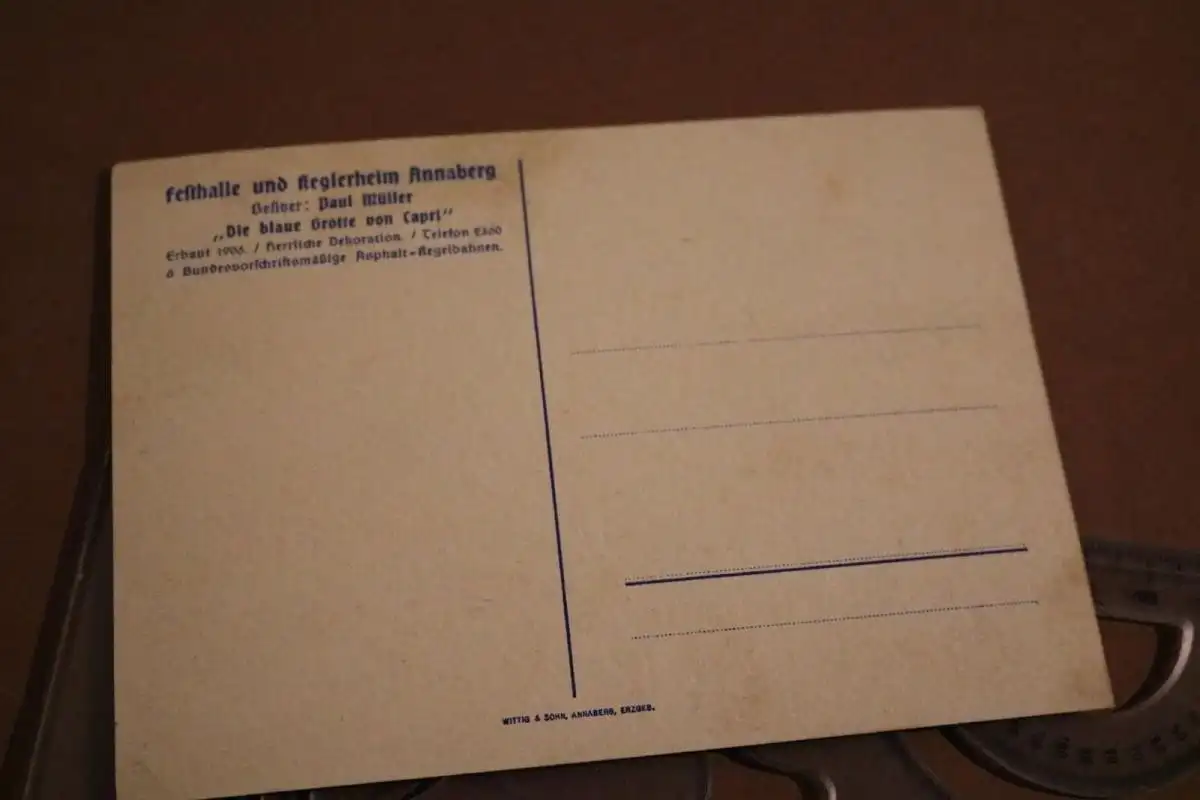 Festhalle und Keglerheim Annaberg
Besitzer: Paul Müller
„Die blaue Grotte von Capri"
Erbaut 1906. / Herrliche Dekoration. / Telefon 2360
6 Bundesvorschriftsmäßige Asphalt-Kegelbahnen.
WITTIG & SOHN, ANNABERG, ERZGEB.